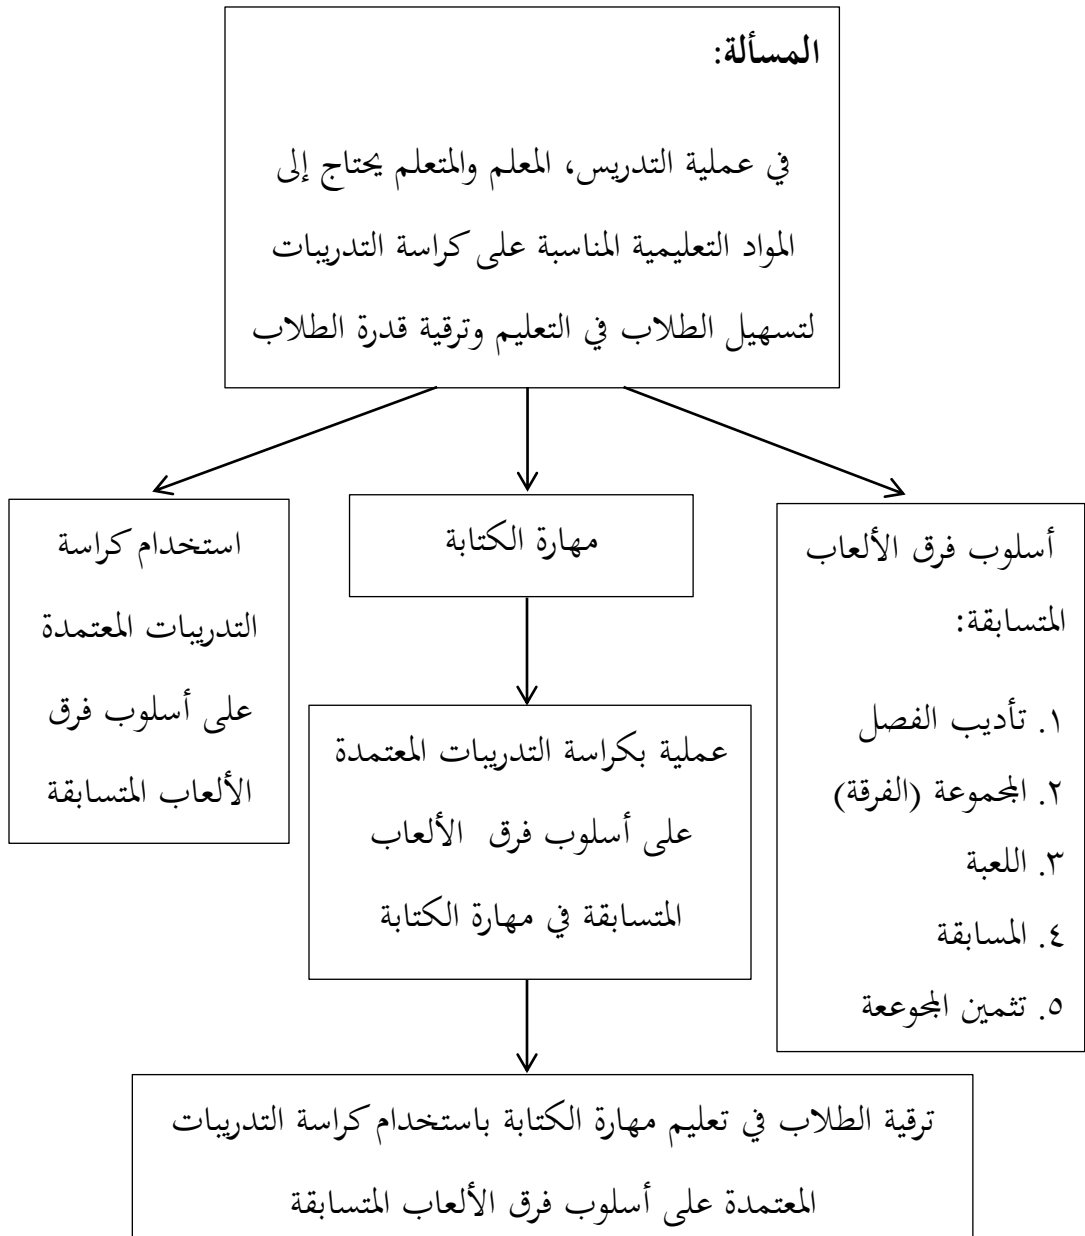 المسألة:
في عملية التدريس، المعلم والمتعلم يحتاج إلى
المواد التعليمية المناسبة على كراسة التدريبات
لتسهيل الطلاب في التعليم وترقية قدرة الطلاب
أسلوب فرق الألعاب
المتسابقة:
١. تأديب الفصل
٢. المجموعة (الفرقة)
٣. اللعبة
٤. المسابقة
٥. تثمين المجوععة
مهارة الكتابة
استخدام كراسة
التدريبات المعتمدة
على أسلوب فرق
الألعاب المتسابقة
عملية بكراسة التدريبات المعتمدة
على أسلوب فرق الألعاب
المتسابقة في مهارة الكتابة
ترقية الطلاب في تعليم مهارة الكتابة باستخدام كراسة التدريبات
المعتمدة على أسلوب فرق الألعاب المتسابقة